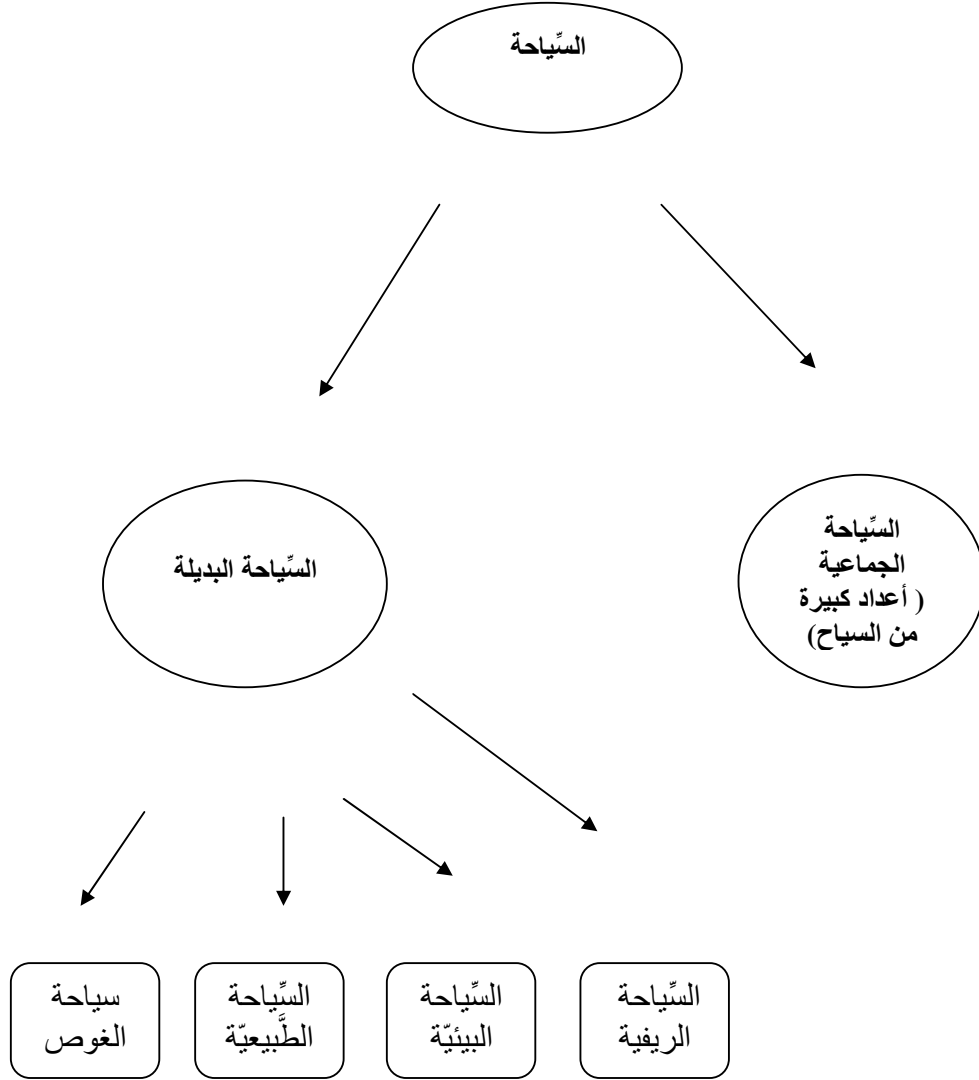 السِّياحة
السِّياحة
الجماعية
( أعداد كبيرة
من السياح)
السِّياحة البديلة
السِّياحة
الريفية
السِّياحة
البيئيّة
السِّياحة
الطَّبيعيّة
سياحة
الغوص